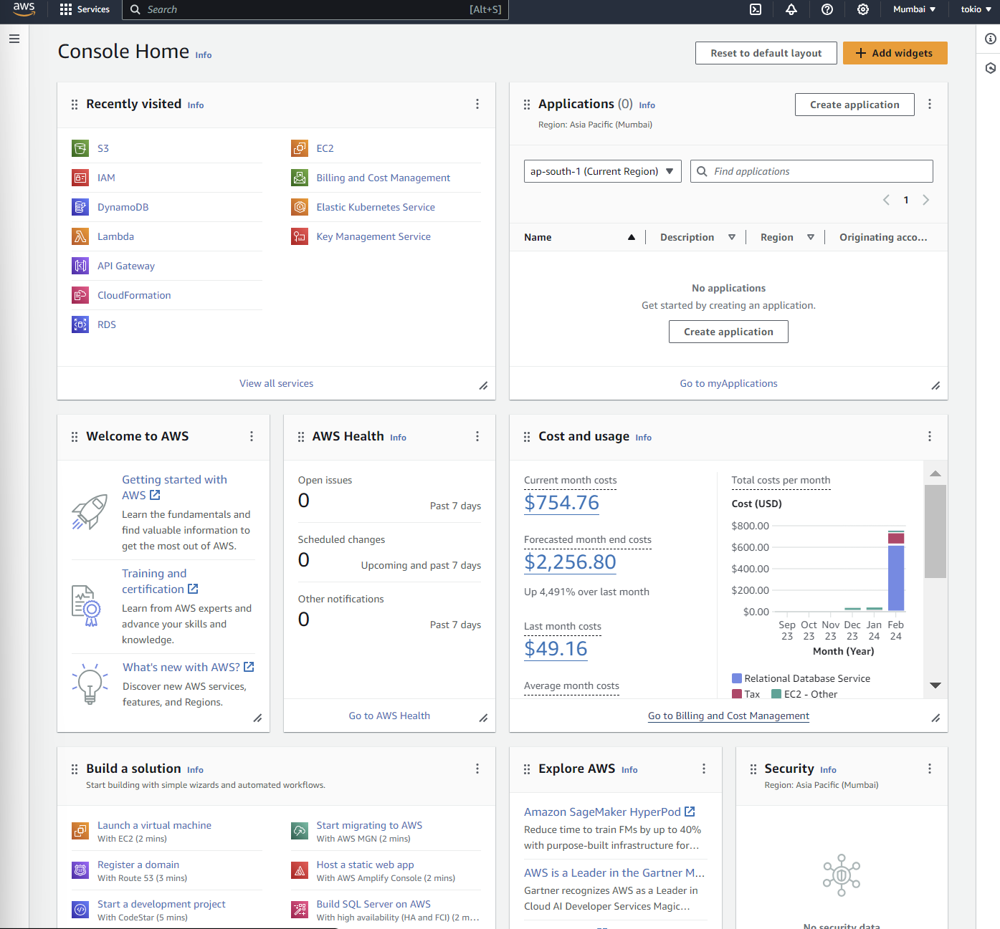 aws
Services
Search
[Alt+S]
Mumbai
tokio
Console Home Info
Reset to default layout
Add widgets
Recently visited Info
S3
IAM
DynamoDB
Lambda
API Gateway
CloudFormation
RDS
EC2
Billing and Cost Management
Elastic Kubernetes Service
Key Management Service
View all services
Applications (0) Info
Region: Asia Pacific (Mumbai)
Create application
ap-south-1 (Current Region)
Find applications
1
Name
Description
Region
Originating acco...
No applications
Get started by creating an application.
Create application
Go to myApplications
Welcome to AWS
Getting started with
AWS
Learn the fundamentals and
find valuable information to
get the most out of AWS.
Training and
certification
Learn from AWS experts and
advance your skills and
knowledge.
What's new with AWS?
Discover new AWS services,
features, and Regions.
AWS Health Info
Open issues
0
Past 7 days
Scheduled changes
0
Upcoming and past 7 days
Other notifications
0
Past 7 days
Go to AWS Health
Cost and usage Info
Current month costs
$754.76
Forecasted month end costs
$2,256.80
Up 4,491% over last month
Last month costs
$49.16
Average month costs
Total costs per month
Cost (USD)
$800.00
$600.00
$400.00
$200.00
$0.00
Sep Oct Nov Dec Jan Feb
23 23 23 23 24 24
Month (Year)
Relational Database Service
Tax EC2 - Other
Go to Billing and Cost Management
Build a solution Info
Start building with simple wizards and automated workflows.
Launch a virtual machine
With EC2 (2 mins)
Register a domain
With Route 53 (3 mins)
Start a development project
With CodeStar (5 mins)
Start migrating to AWS
With AWS MGN (2 mins)
Host a static web app
With AWS Amplify Console (2 mins)
Build SQL Server on AWS
With high availability (HA and FCI) (2 m...
Explore AWS Info
Amazon SageMaker HyperPod
Reduce time to train FMs by up to 40%
with purpose-built infrastructure for...
AWS is a Leader in the Gartner M...
Gartner recognizes AWS as a Leader in
Cloud AI Developer Services Magic...
Security Info
Region: Asia Pacific (Mumbai)
No security data